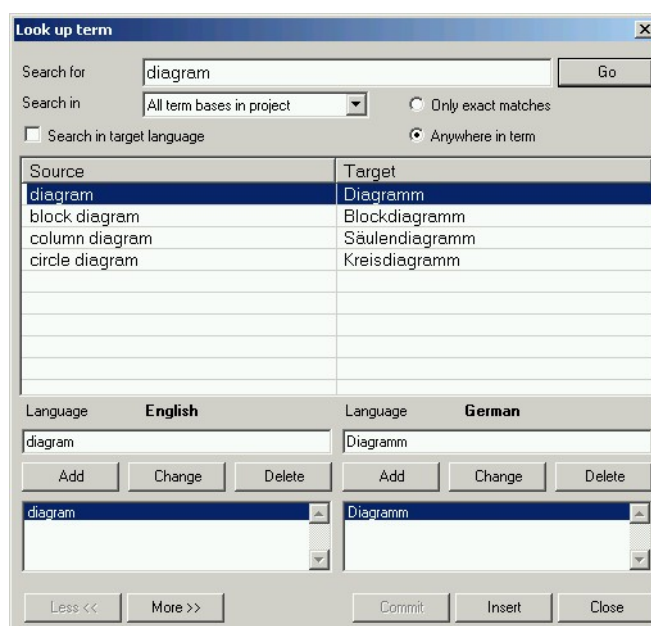 Look up term
Search for diagram Go
Search in All term bases in project Only exact matches
Search in target language Anywhere in term
Source Target
diagram Diagramm
block diagram Blockdiagramm
column diagram Säulendiagramm
circle diagram Kreisdiagramm
Language English Language German
diagram Diagramm
Add Change Delete Add Change Delete
diagram Diagramm
Less << More >> Commit Insert Close